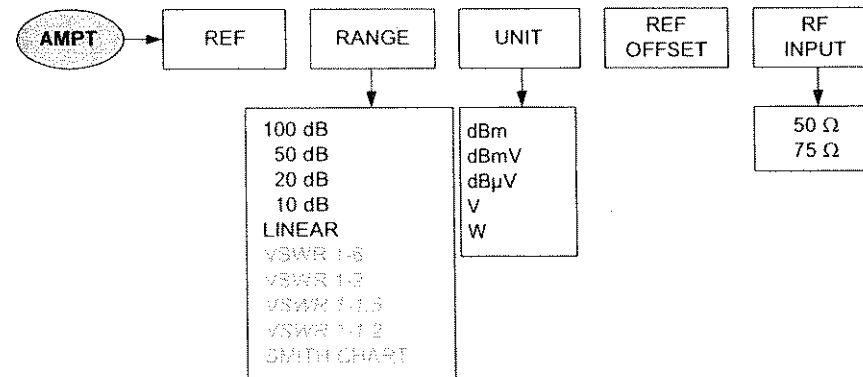 AMPT
REF
RANGE
UNIT
REF
OFFSET
RF
INPUT
100 dB
50 dB
20 dB
10 dB
LINEAR
VSWR 1-6
VSWR 1-2
VSWR 1-1.5
VSWR 1-1.2
SMITH CHART
dBm
dBmV
dBµV
V
W
50 Ω
75 Ω